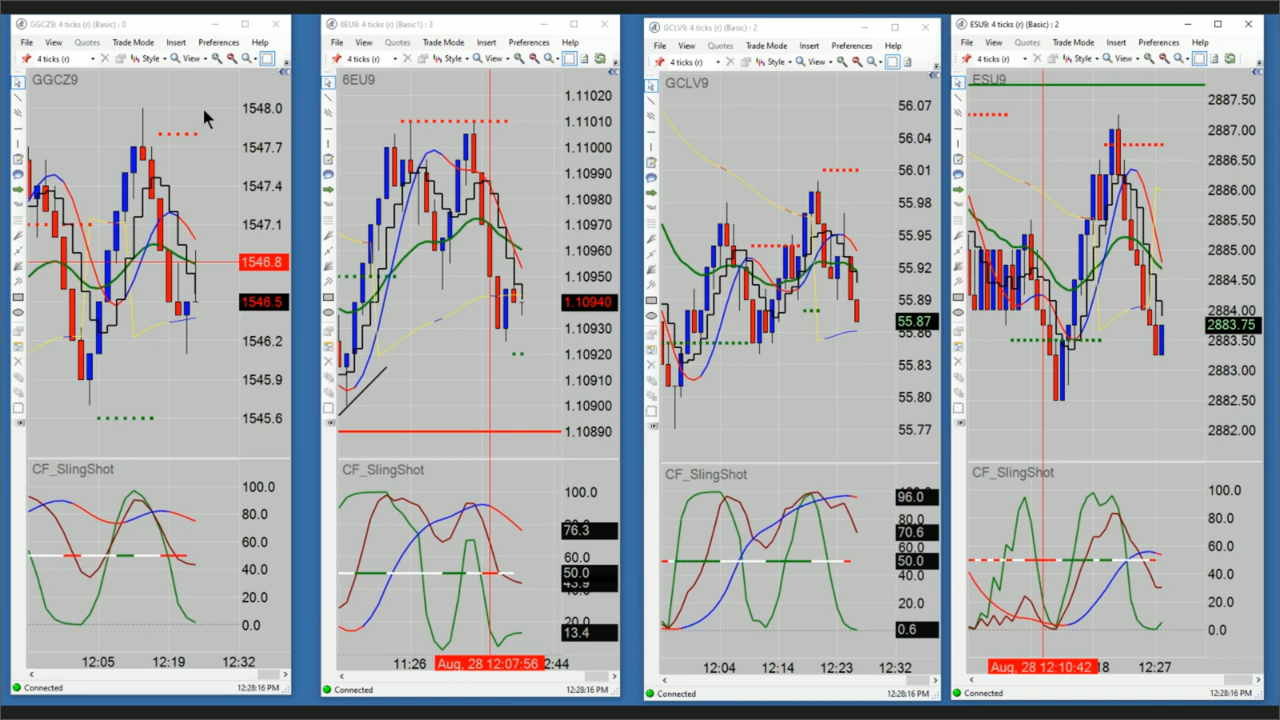 GGCZ9: 4 ticks (r) (Basic) : 0
File View Quotes Trade Mode Insert Preferences Help
4 ticks (r) Style View
GGCZ9
1548.0
1547.7
1547.4
1547.1
1546.8
1546.5
1546.2
1545.9
1545.6
CF_SlingShot
100.0
80.0
60.0
40.0
20.0
0.0
12:05 12:19 12:32
Connected 12:28:16 PM
6EU9: 4 ticks (r) (Basic1) : 3
File View Quotes Trade Mode Insert Preferences Help
4 ticks (r) Style View
6EU9
1.11020
1.11010
1.11000
1.10990
1.10980
1.10970
1.10960
1.10950
1.10940
1.10930
1.10920
1.10910
1.10900
1.10890
CF_SlingShot
100.0
76.3
60.0
50.0
13.4
11:26 Aug, 28 12:07:56 2:44
Connected 12:28:16 PM
GCLV9: 4 ticks (r) (Basic) : 2
File View Quotes Trade Mode Insert Preferences Help
4 ticks (r) Style View
GCLV9
56.07
56.04
56.01
55.98
55.95
55.92
55.89
55.87
55.86
55.83
55.80
55.77
CF_SlingShot
96.0
80.0
70.6
60.0
50.0
40.0
20.0
0.6
12:04 12:14 12:23 12:32
Connected 12:28:16 PM
ESU9: 4 ticks (r) (Basic) : 2
File View Quotes Trade Mode Insert Preferences Help
4 ticks (r) Style View
ESU9
2887.50
2887.00
2886.50
2886.00
2885.50
2885.00
2884.50
2884.00
2883.75
2883.50
2883.00
2882.50
2882.00
CF_SlingShot
100.0
80.0
60.0
40.0
20.0
0.0
Aug, 28 12:10:42 18 12:27
Connected 12:28:16 PM